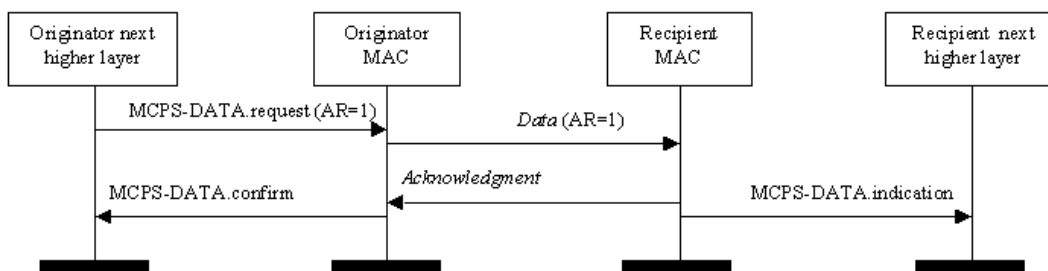 Originator next
higher layer
Originator
MAC
Recipient
MAC
Recipient next
higher layer
MCPS-DATA.request (AR=1)
Data (AR=1)
Acknowledgment
MCPS-DATA.confirm
MCPS-DATA.indication